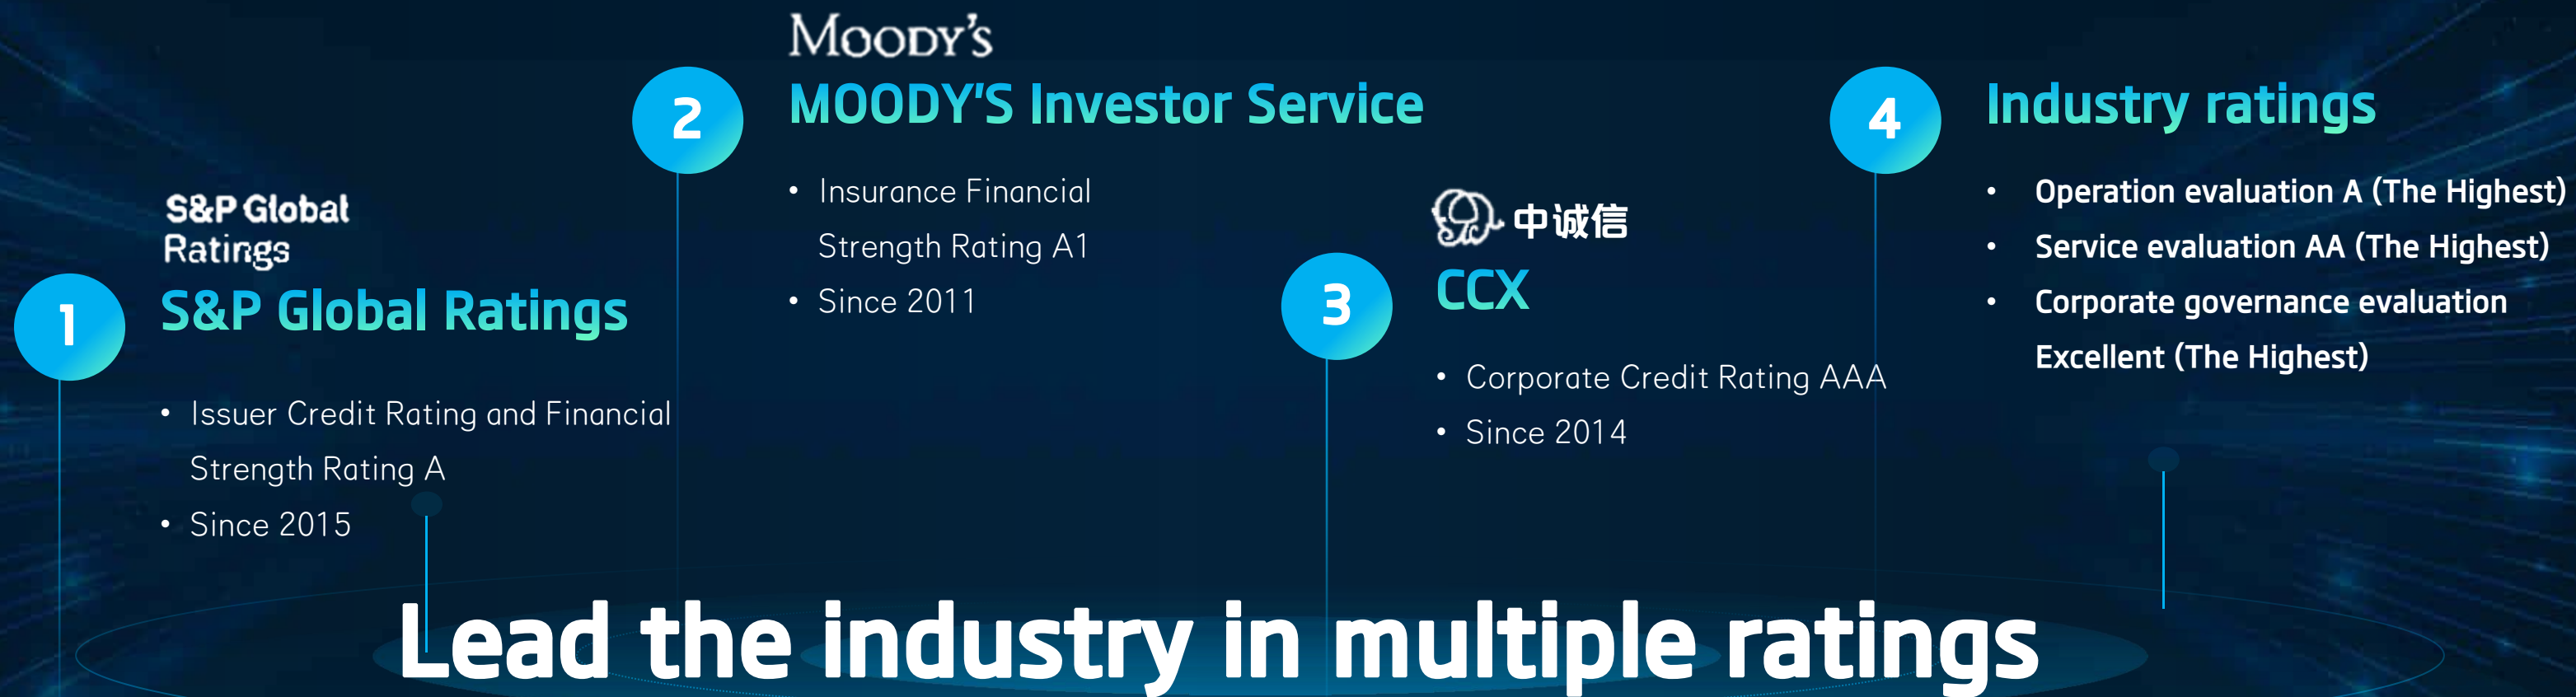 1
S&P Global
Ratings
S&P Global Ratings
• Issuer Credit Rating and Financial
Strength Rating A
• Since 2015
2
MOODY'S
MOODY'S Investor Service
• Insurance Financial
Strength Rating A1
• Since 2011
3
中诚信
CCX
• Corporate Credit Rating AAA
• Since 2014
4
Industry ratings
• Operation evaluation A (The Highest)
• Service evaluation AA (The Highest)
• Corporate governance evaluation
Excellent (The Highest)
Lead the industry in multiple ratings